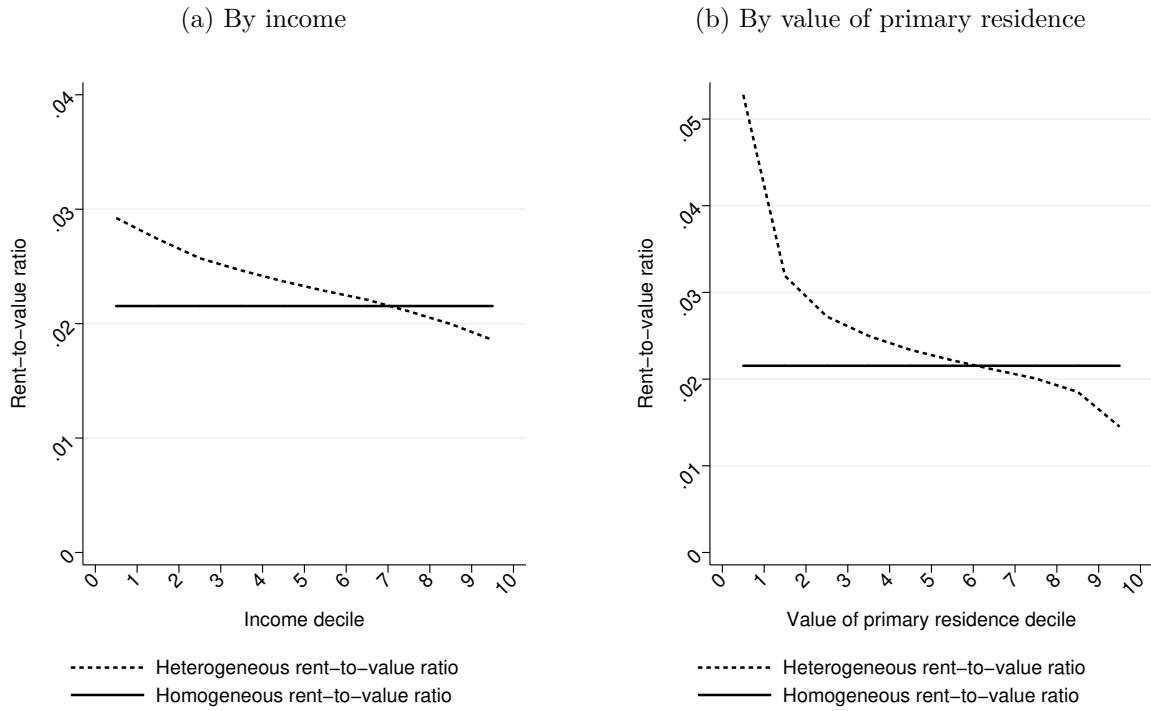 (a) By income
.04
.03
.02
.01
0
Rent−to−value ratio
0 1 2 3 4 5 6 7 8 9 10
Income decile
Heterogeneous rent−to−value ratio
Homogeneous rent−to−value ratio
(b) By value of primary residence
.05
.04
.03
.02
.01
0
Rent−to−value ratio
0 1 2 3 4 5 6 7 8 9 10
Value of primary residence decile
Heterogeneous rent−to−value ratio
Homogeneous rent−to−value ratio